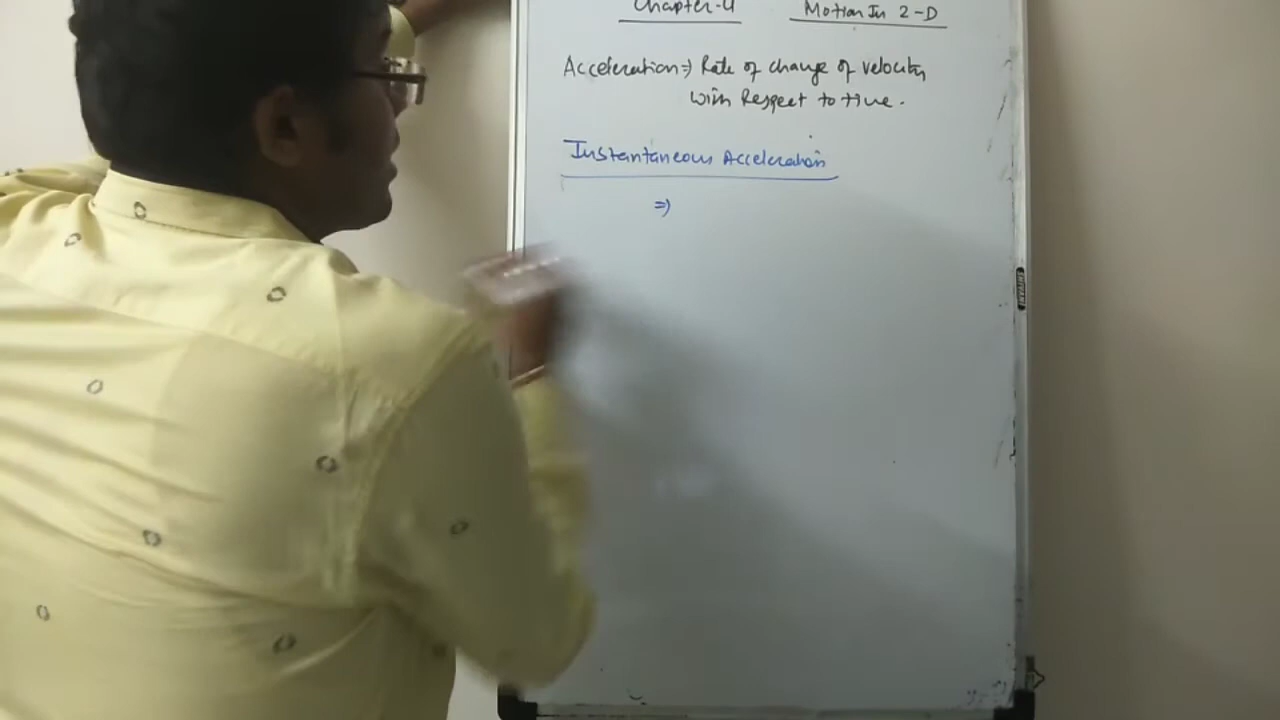 Chapter-4 Motion In 2-D
Acceleration ⇒ Rate of change of velocity
with Respect to time.
Instantaneous Acceleration
⇒